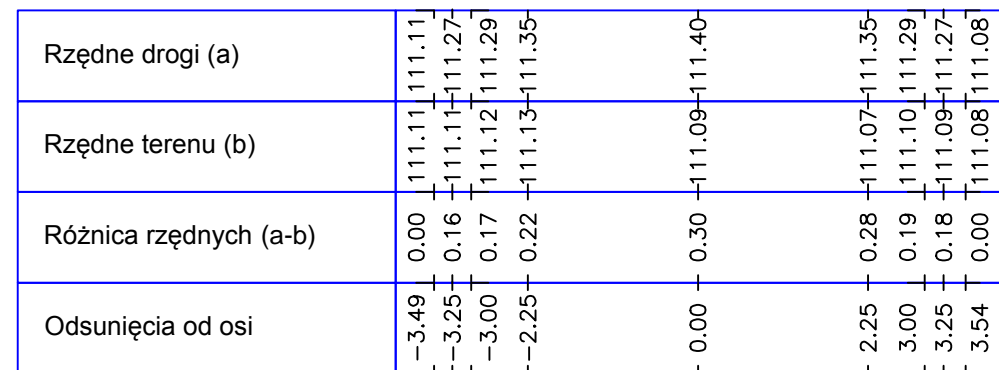 Rzędne drogi (a) 111.11 111.27 111.29 111.35 111.40 111.35 111.29 111.27 111.08
Rzędne terenu (b) 111.11 111.11 111.12 111.13 111.09 111.07 111.10 111.09 111.08
Różnica rzędnych (a-b) 0.00 0.16 0.17 0.22 0.30 0.28 0.19 0.18 0.00
Odsunięcia od osi -3.49 -3.25 -3.00 -2.25 0.00 2.25 3.00 3.25 3.54